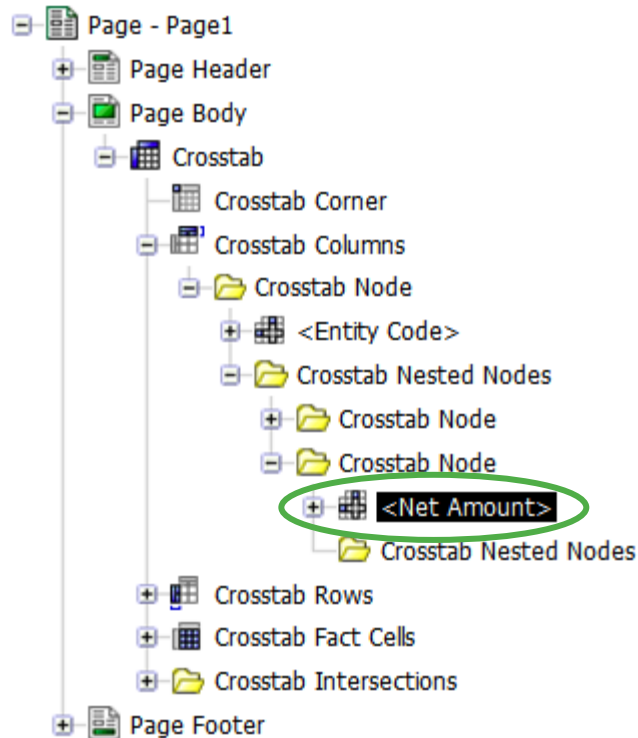 Page - Page1
Page Header
Page Body
Crosstab
Crosstab Corner
Crosstab Columns
Crosstab Node
<Entity Code>
Crosstab Nested Nodes
Crosstab Node
Crosstab Node
<Net Amount>
Crosstab Nested Nodes
Crosstab Rows
Crosstab Fact Cells
Crosstab Intersections
Page Footer